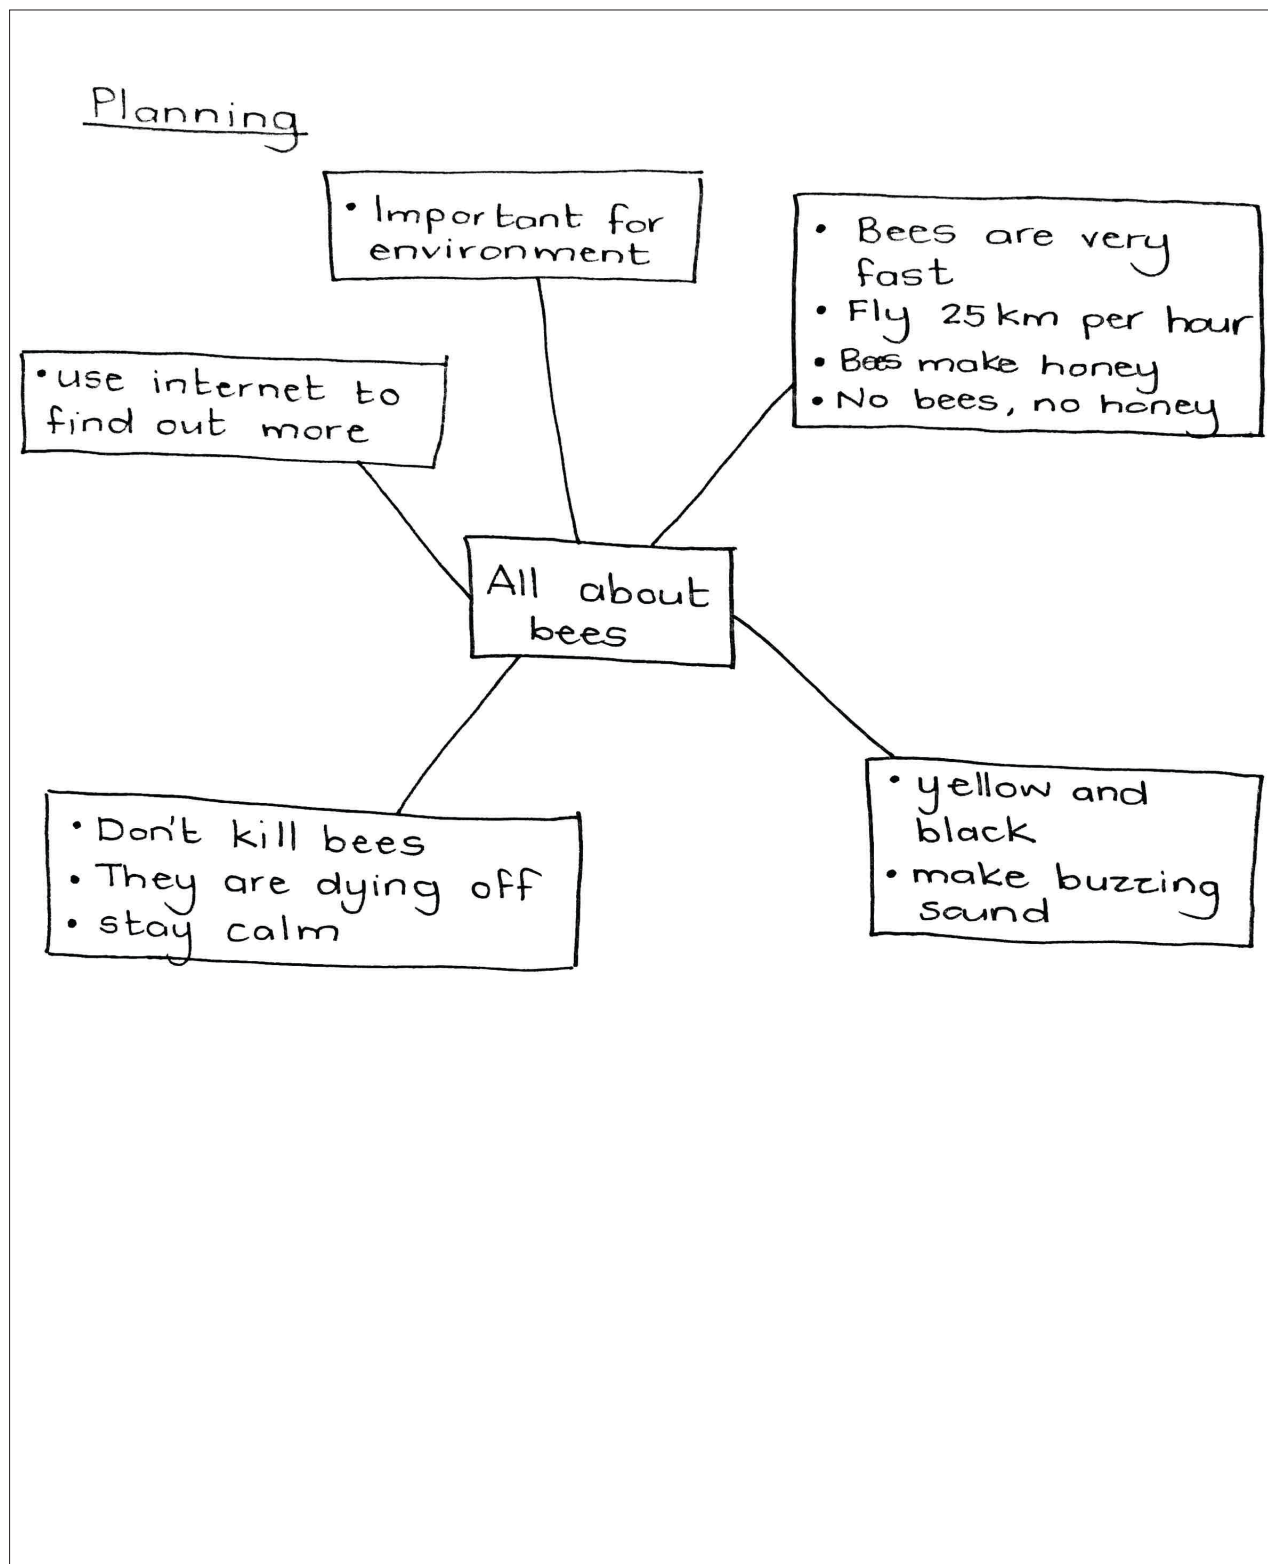 Planning
• Important for
environment
• Bees are very
fast
• Fly 25km per hour
• Bees make honey
• No bees, no honey
• use internet to
find out more
All about
bees
• Don't kill bees
• They are dying off
• stay calm
• yellow and
black
• make buzzing
sound